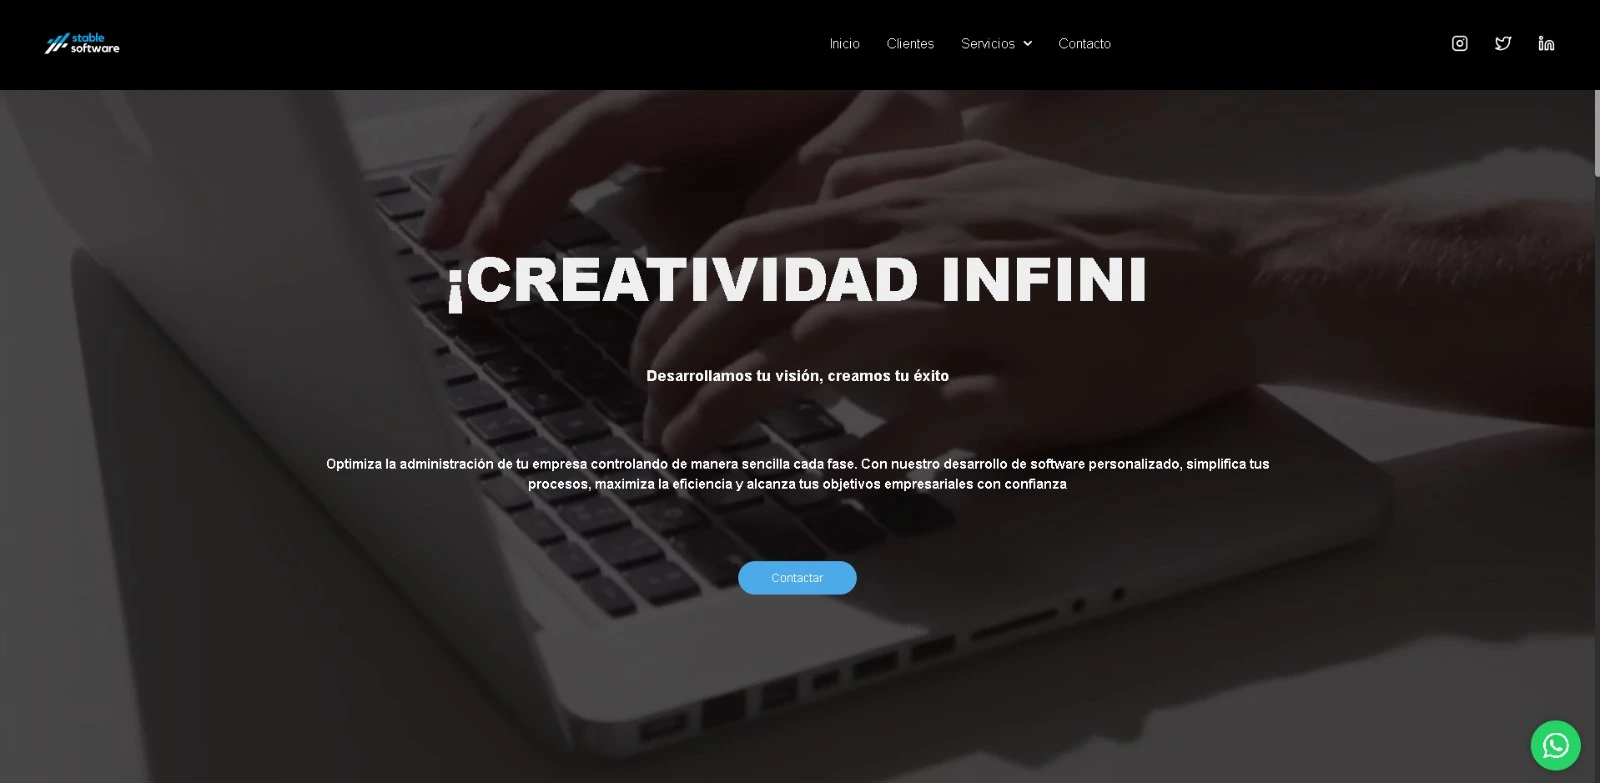 stable
software
Inicio Clientes Servicios Contacto
¡CREATIVIDAD INFINI
Desarrollamos tu visión, creamos tu éxito
Optimiza la administración de tu empresa controlando de manera sencilla cada fase. Con nuestro desarrollo de software personalizado, simplifica tus
procesos, maximiza la eficiencia y alcanza tus objetivos empresariales con confianza
Contactar